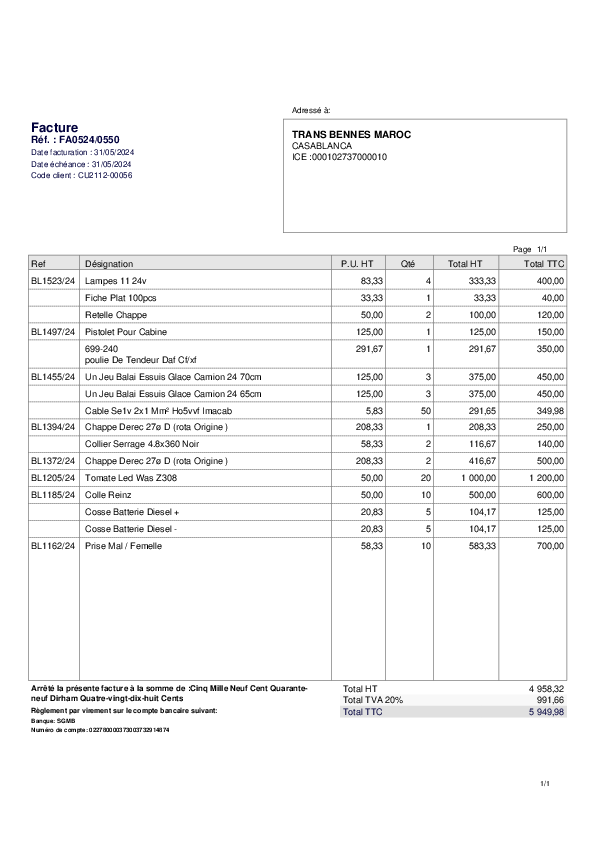 Adressé à:
Facture
Réf. : FA0524/0550
Date facturation : 31/05/2024
Date échéance : 31/05/2024
Code client : CU2112-00056
TRANS BENNES MAROC
CASABLANCA
ICE :000102737000010
Page 1/1
Ref Désignation P.U. HT Qté Total HT Total TTC
BL1523/24 Lampes 11 24v 83,33 4 333,33 400,00
Fiche Plat 100pcs 33,33 1 33,33 40,00
Retelle Chappe 50,00 2 100,00 120,00
BL1497/24 Pistolet Pour Cabine 125,00 1 125,00 150,00
699-240 291,67 1 291,67 350,00
poulie De Tendeur Daf Cf/xf
BL1455/24 Un Jeu Balai Essuis Glace Camion 24 70cm 125,00 3 375,00 450,00
Un Jeu Balai Essuis Glace Camion 24 65cm 125,00 3 375,00 450,00
Cable Se1v 2x1 Mm² Ho5vvf Imacab 5,83 50 291,65 349,98
BL1394/24 Chappe Derec 27ø D (rota Origine ) 208,33 1 208,33 250,00
Collier Serrage 4.8x360 Noir 58,33 2 116,67 140,00
BL1372/24 Chappe Derec 27ø D (rota Origine ) 208,33 2 416,67 500,00
BL1205/24 Tomate Led Was Z308 50,00 20 1 000,00 1 200,00
BL1185/24 Colle Reinz 50,00 10 500,00 600,00
Cosse Batterie Diesel + 20,83 5 104,17 125,00
Cosse Batterie Diesel - 20,83 5 104,17 125,00
BL1162/24 Prise Mal / Femelle 58,33 10 583,33 700,00
Arrêté la présente facture à la somme de :Cinq Mille Neuf Cent Quarante-
neuf Dirham Quatre-vingt-dix-huit Cents
Règlement par virement sur le compte bancaire suivant:
Banque: SGMB
Numéro de compte: 022780000373003732914874
Total HT 4 958,32
Total TVA 20% 991,66
Total TTC 5 949,98
1/1